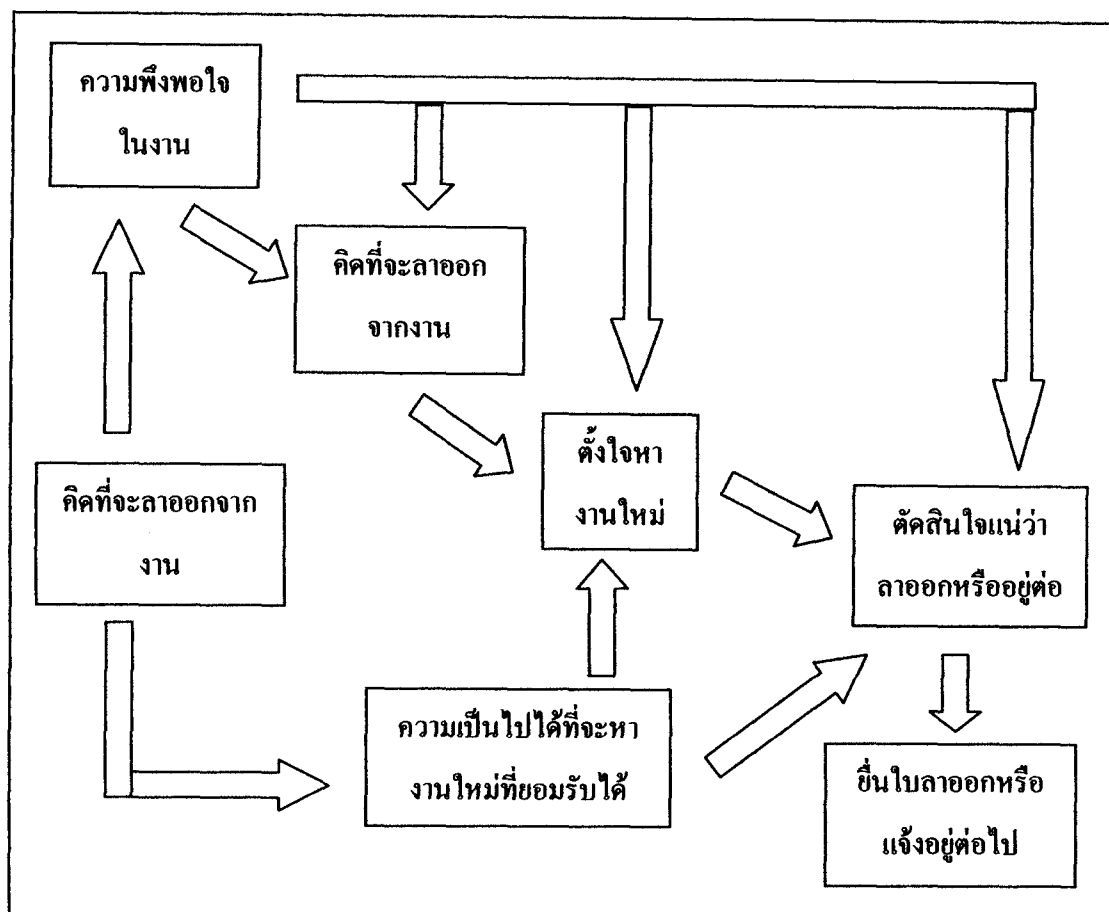 ความพึงพอใจ
ในงาน
คิดที่จะลาออก
จากงาน
ตั้งใจหา
งานใหม่
คิดที่จะลาออกจาก
งาน
ตัดสินใจแน่ว่า
ลาออกหรืออยู่ต่อ
ความเป็นไปได้ที่จะหา
งานใหม่ที่ยอมรับได้
ยื่นใบลาออกหรือ
แจ้งอยู่ต่อไป